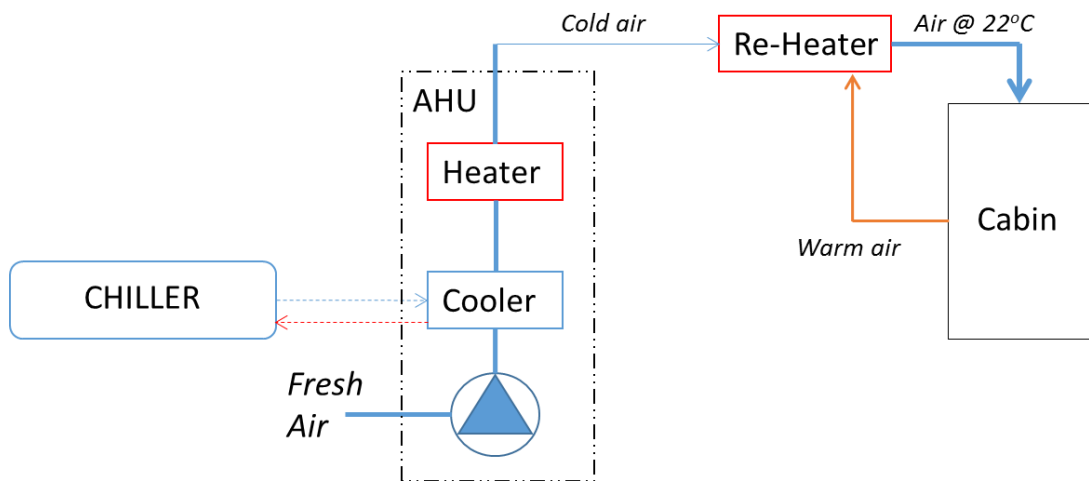 Cold air
Re-Heater
Air @ 22°C
AHU
Heater
Cabin
Warm air
CHILLER
Cooler
Fresh
Air